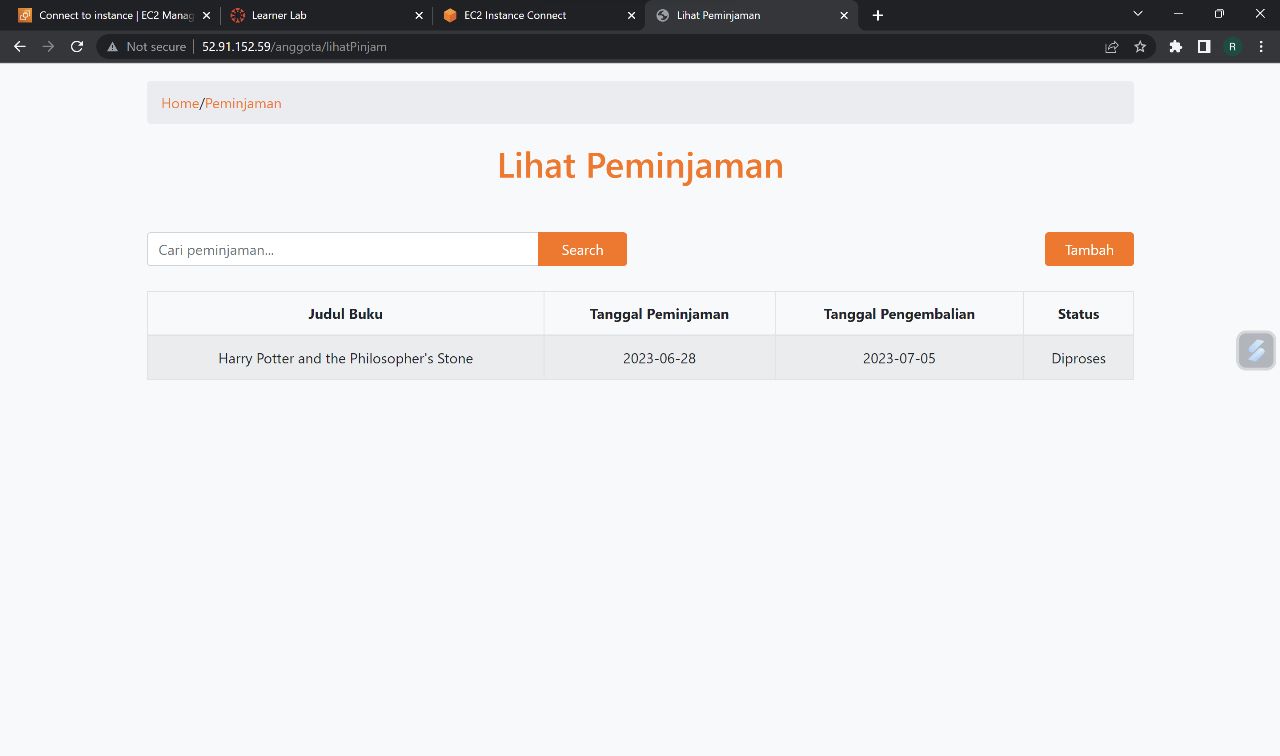 Connect to instance | EC2 Manag
Learner Lab
EC2 Instance Connect
Lihat Peminjaman
Not secure
52.91.152.59/anggota/lihatPinjam
R
Home/Peminjaman
Lihat Peminjaman
Cari peminjaman...
Search
Tambah
Judul Buku Tanggal Peminjaman Tanggal Pengembalian Status
Harry Potter and the Philosopher's Stone 2023-06-28 2023-07-05 Diproses